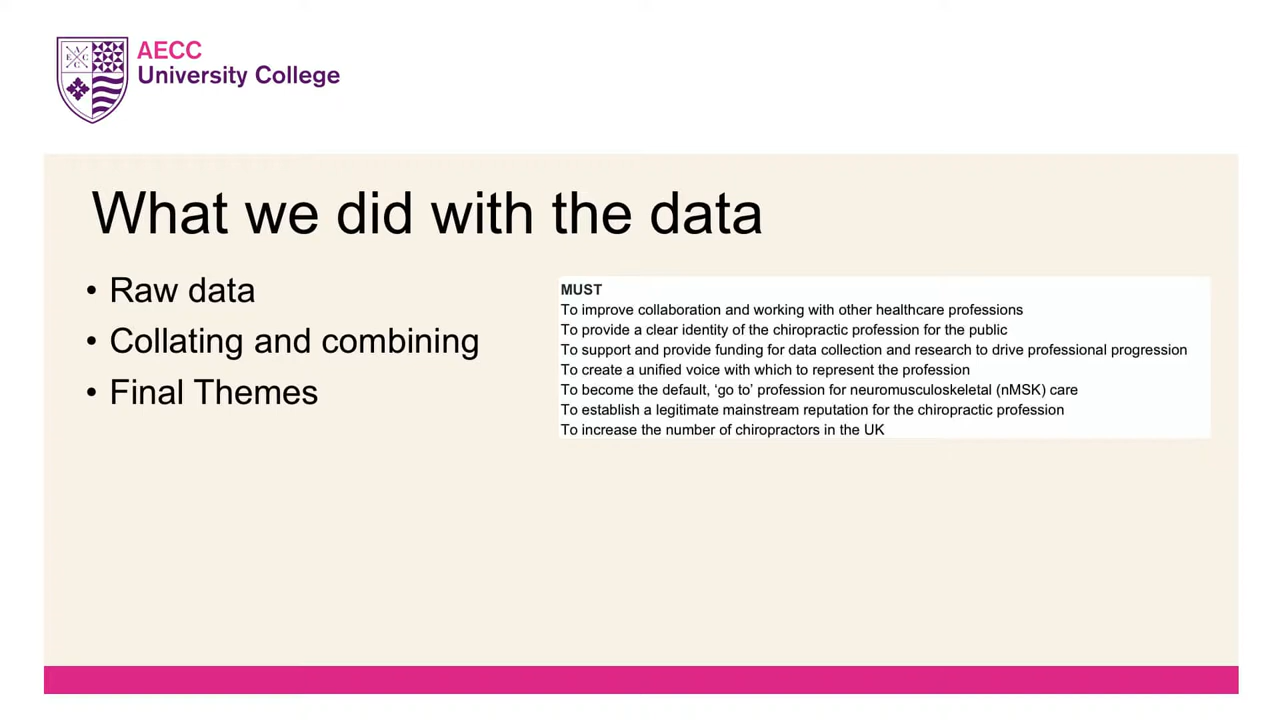 AECC
University College
What we did with the data
• Raw data
• Collating and combining
• Final Themes
MUST
To improve collaboration and working with other healthcare professions
To provide a clear identity of the chiropractic profession for the public
To support and provide funding for data collection and research to drive professional progression
To create a unified voice with which to represent the profession
To become the default, ‘go to’ profession for neuromusculoskeletal (nMSK) care
To establish a legitimate mainstream reputation for the chiropractic profession
To increase the number of chiropractors in the UK